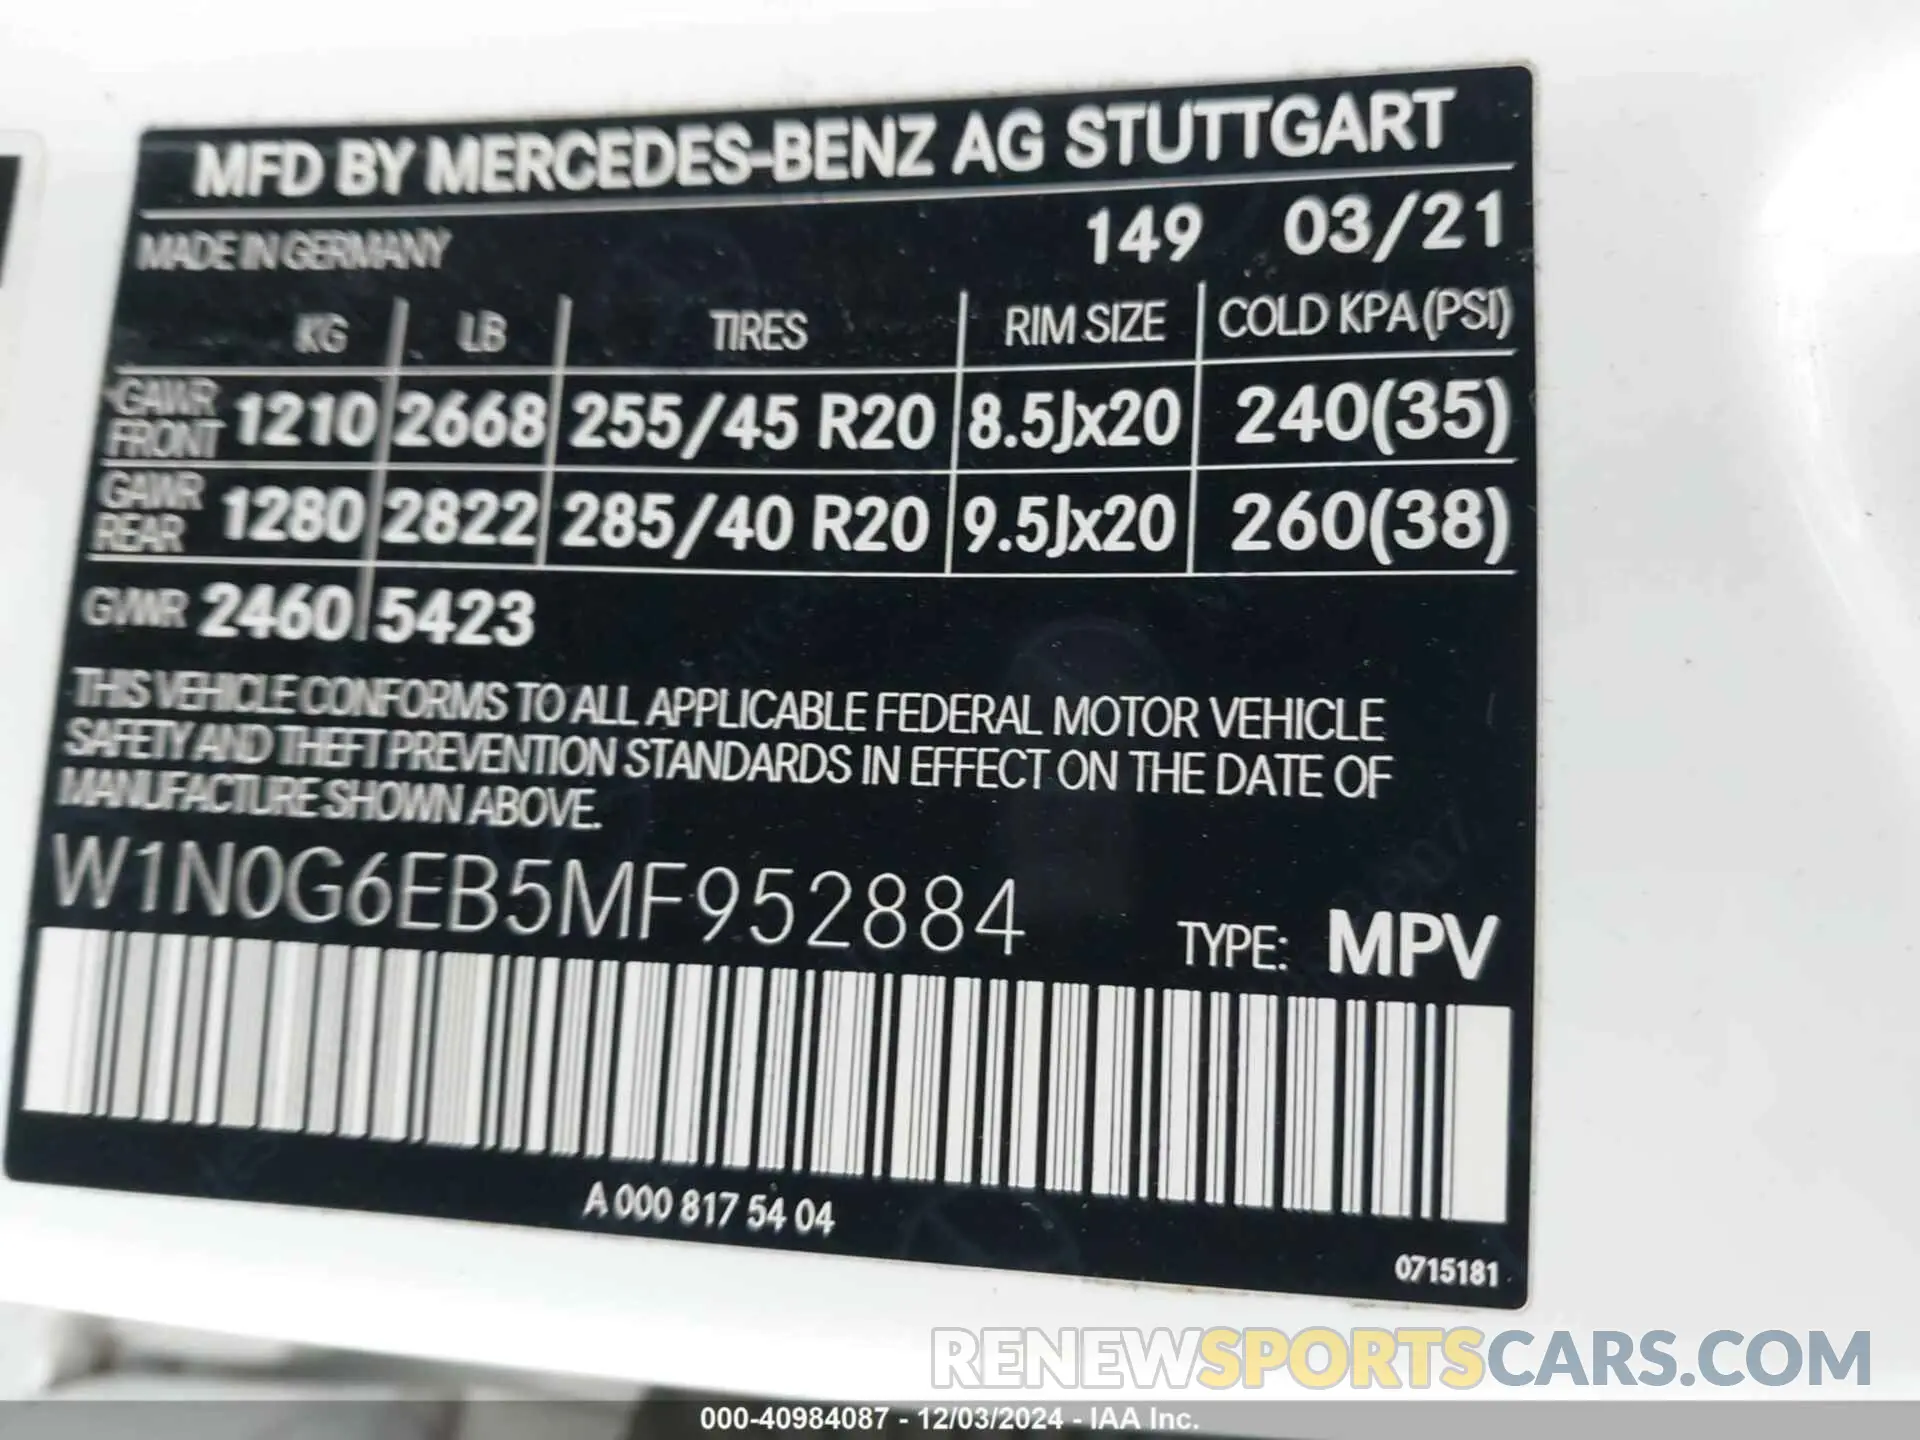 MFD BY MERCEDES-BENZ AG STUTTGART
MADE IN GERMANY 149 03/21
KG LB TIRES RIM SIZE COLD KPA (PSI)
GAWR FRONT 1210 2668 255/45 R20 8.5Jx20 240(35)
GAWR REAR 1280 2822 285/40 R20 9.5Jx20 260(38)
GVWR 2460 5423
THIS VEHICLE CONFORMS TO ALL APPLICABLE FEDERAL MOTOR VEHICLE
SAFETY AND THEFT PREVENTION STANDARDS IN EFFECT ON THE DATE OF
MANUFACTURE SHOWN ABOVE.
W1N0G6EB5MF952884
TYPE: MPV
A 000 817 54 04
0715181
RENEWSPORTSCARS.COM
000-40984087 - 12/03/2024 - IAA Inc.